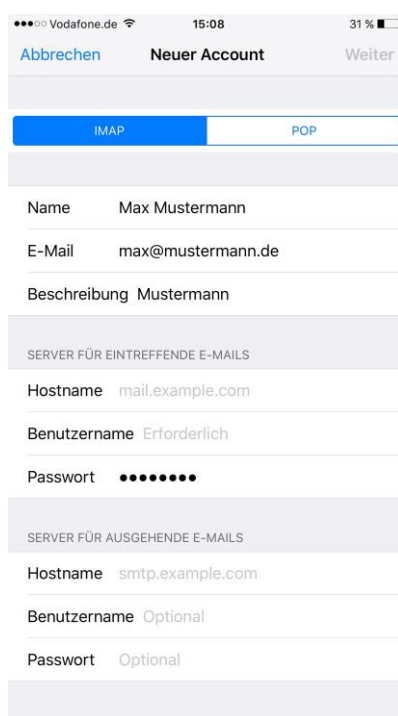 Vodafone.de 15:08 31 %
Abbrechen Neuer Account Weiter
IMAP POP
Name Max Mustermann
E-Mail max@mustermann.de
Beschreibung Mustermann
SERVER FÜR EINTREFFENDE E-MAILS
Hostname mail.example.com
Benutzername Erforderlich
Passwort ●●●●●●●●
SERVER FÜR AUSGEHENDE E-MAILS
Hostname smtp.example.com
Benutzername Optional
Passwort Optional